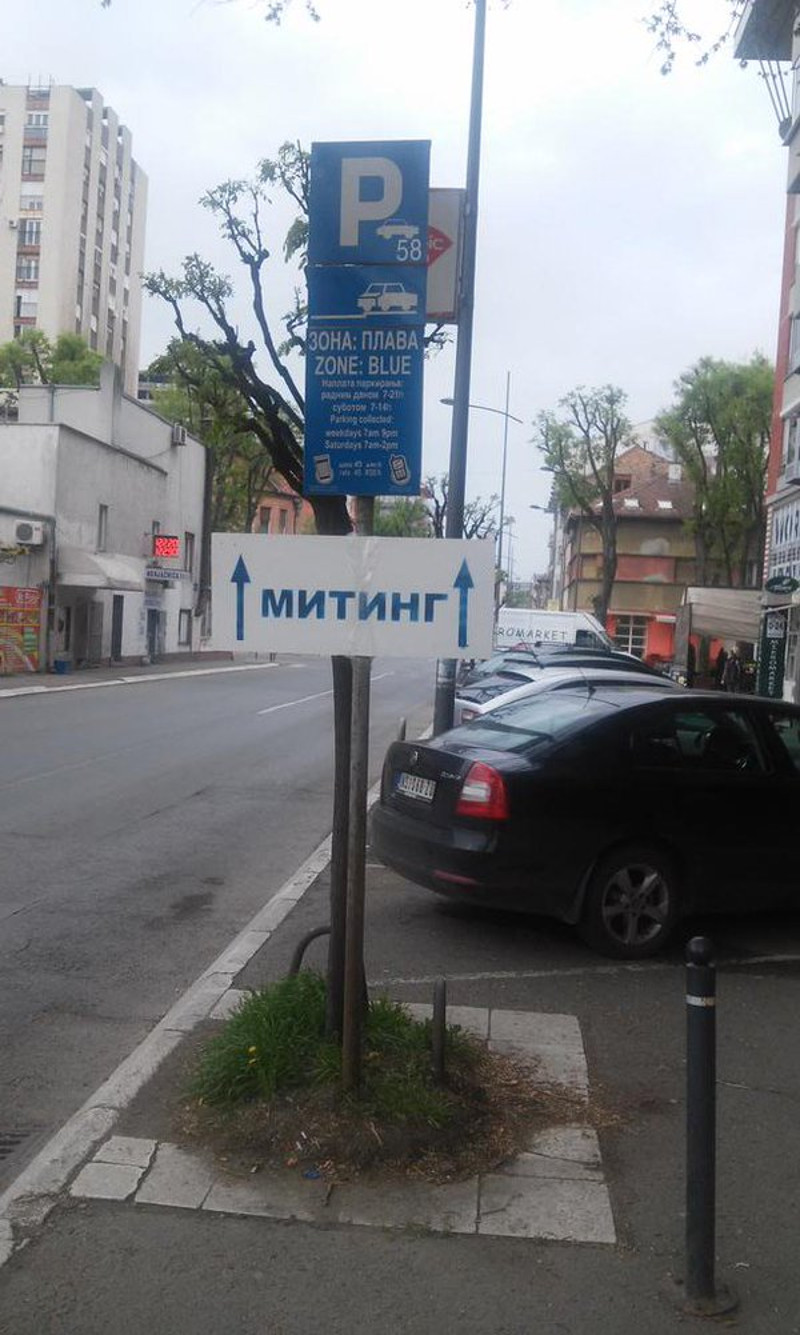 P
58
ЗОНА: ПЛАВА
ZONE: BLUE
Наплата паркирања:
радним даном 7-21h
суботом 7-14h
Parking collected:
weekdays 7am 9pm
Saturdays 7am-2pm
МИТИНГ
ROMARKET